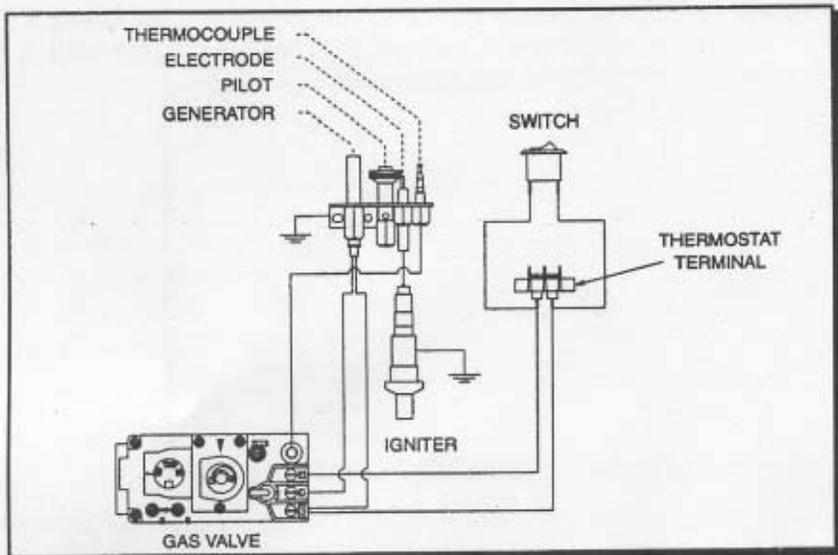 THERMOCOUPLE
ELECTRODE
PILOT
GENERATOR
SWITCH
THERMOSTAT
TERMINAL
IGNITER
GAS VALVE